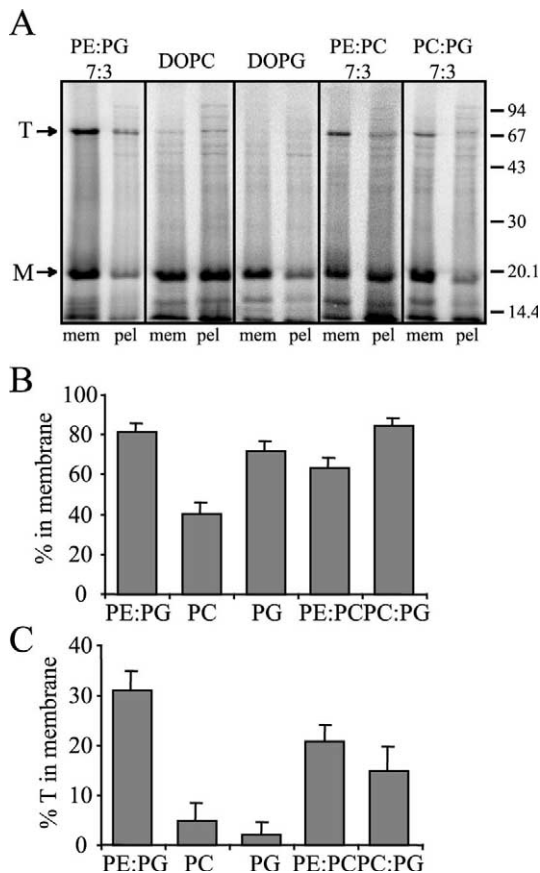 A
PE:PG DOPC DOPG PE:PC PC:PG
7:3 7:3 7:3
94
T 67
43
30
M 20.1
14.4
mem pel mem pel mem pel mem pel mem pel
B
% in membrane
100
80
60
40
20
0
PE:PG PC PG PE:PC PC:PG
C
% T in membrane
40
30
20
10
0
PE:PG PC PG PE:PC PC:PG